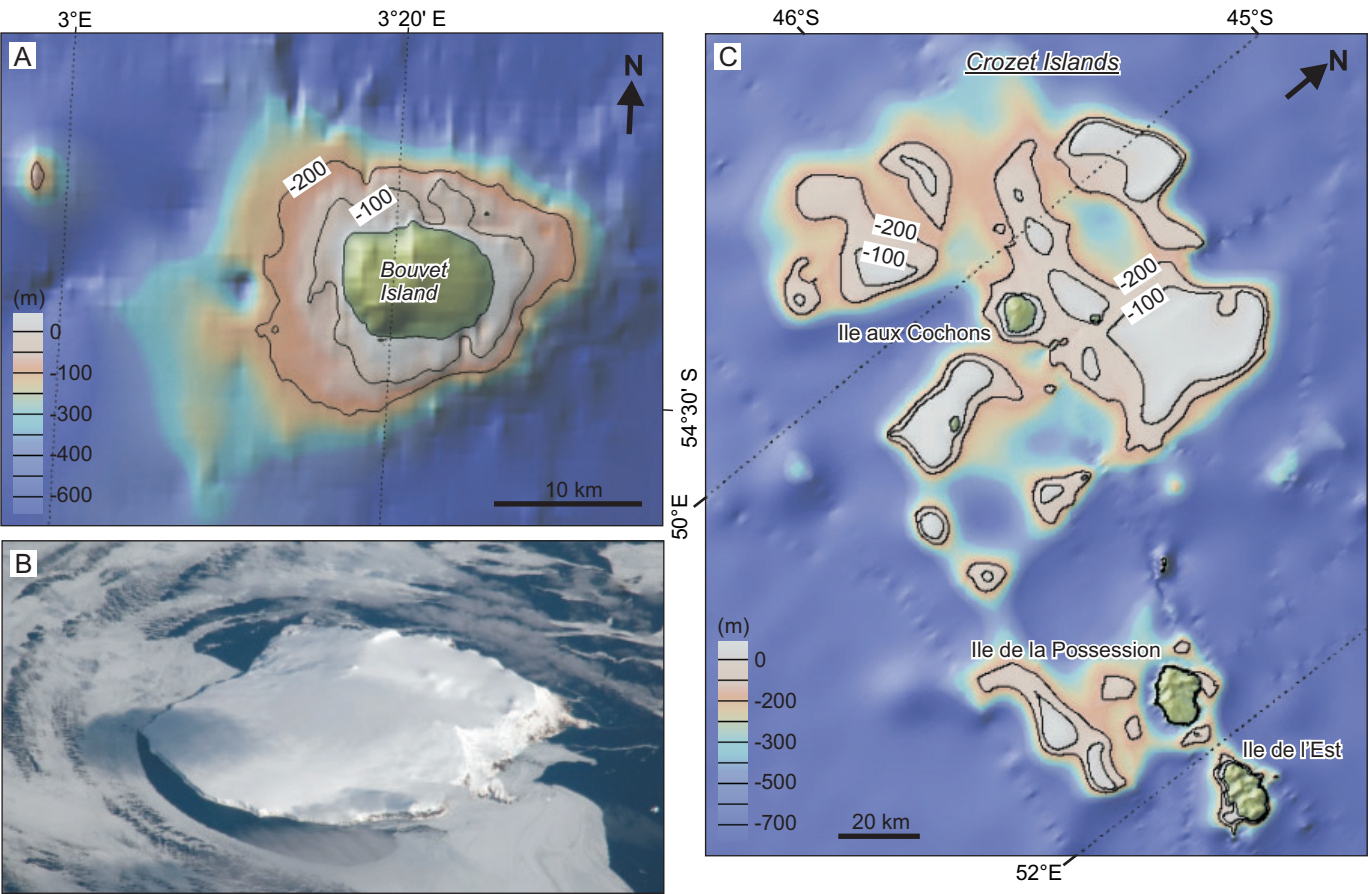 3°E
3°20' E
46°S
45°S
A
N
-200
-100
Bouvet
Island
(m)
0
-100
-300
-400
-600
10 km
54°30' S
B
C
Crozet Islands
N
-200
-100
-200
-100
Ile aux Cochons
50°E
Ile de la Possession
Ile de l'Est
(m)
0
-200
-300
-500
-700
20 km
52°E